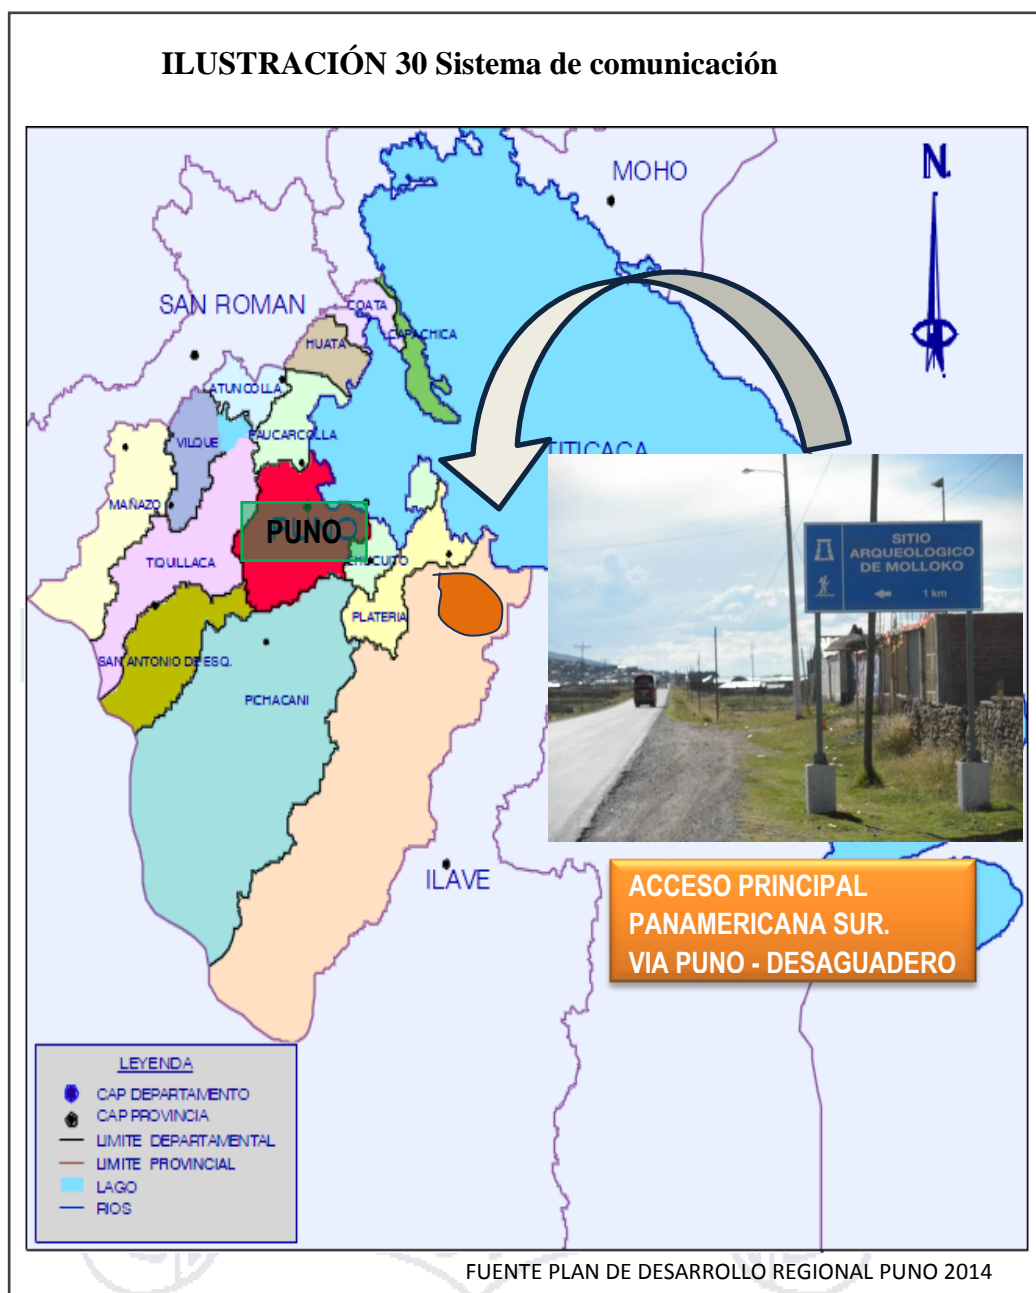 ILUSTRACIÓN 30 Sistema de comunicación
N.
MOHO
SAN ROMAN
COATA
CAPACHICA
HUATA
ATUNCOLLA
PAUCARCOLLA
VILQUE
TITICACA
MAÑAZO
PUNO
TIQUILLACA
CHUCUITO
PLATERIA
SAN ANTONIO DE ESQ.
PICHACANI
ILAVE
SITIO
ARQUEOLOGICO
DE MOLLOKO
1 km
ACCESO PRINCIPAL
PANAMERICANA SUR.
VIA PUNO - DESAGUADERO
LEYENDA
CAP DEPARTAMENTO
CAP PROVINCIA
LIMITE DEPARTAMENTAL
LIMITE PROVINCIAL
LAGO
RIOS
FUENTE PLAN DE DESARROLLO REGIONAL PUNO 2014